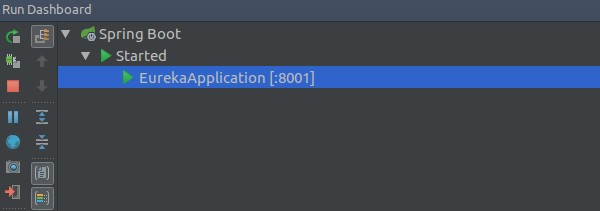 Run Dashboard
Spring Boot
Started
EurekaApplication [:8001]